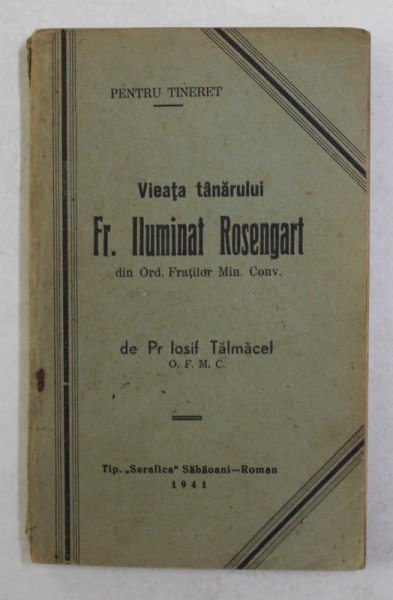 PENTRU TINERET
Vieața tânărului
Fr. Iluminat Rosengart
din Ord. Fraților Min. Conv.
de Pr Iosif Tălmăcel
O. F. M. C.
Tip. „Serafica" Săbăoani—Roman
1941